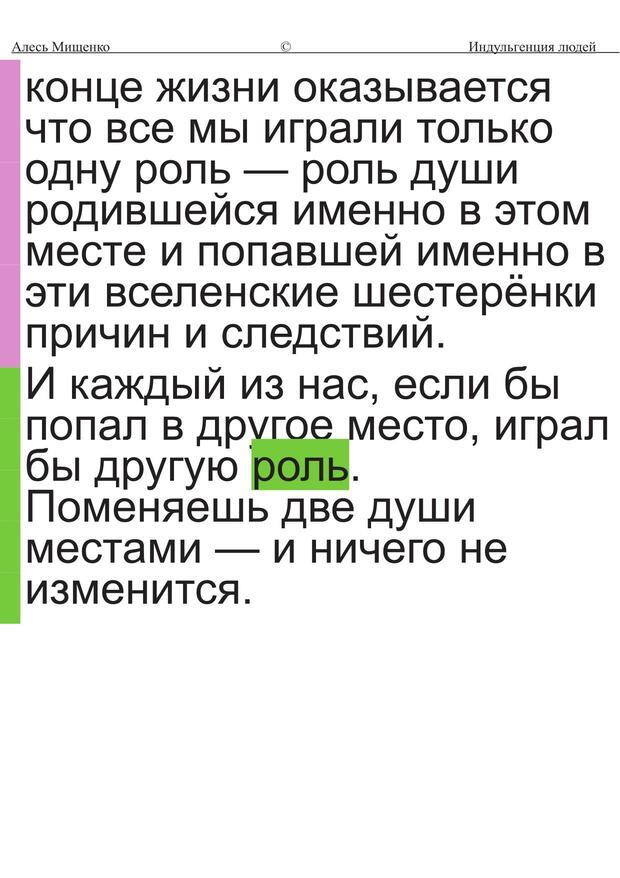 Алесь Мищенко © Индульгенция людей
конце жизни оказывается
что все мы играли только
одну роль — роль души
родившейся именно в этом
месте и попавшей именно в
эти вселенские шестерёнки
причин и следствий.
И каждый из нас, если бы
попал в другое место, играл
бы другую роль.
Поменяешь две души
местами — и ничего не
изменится.